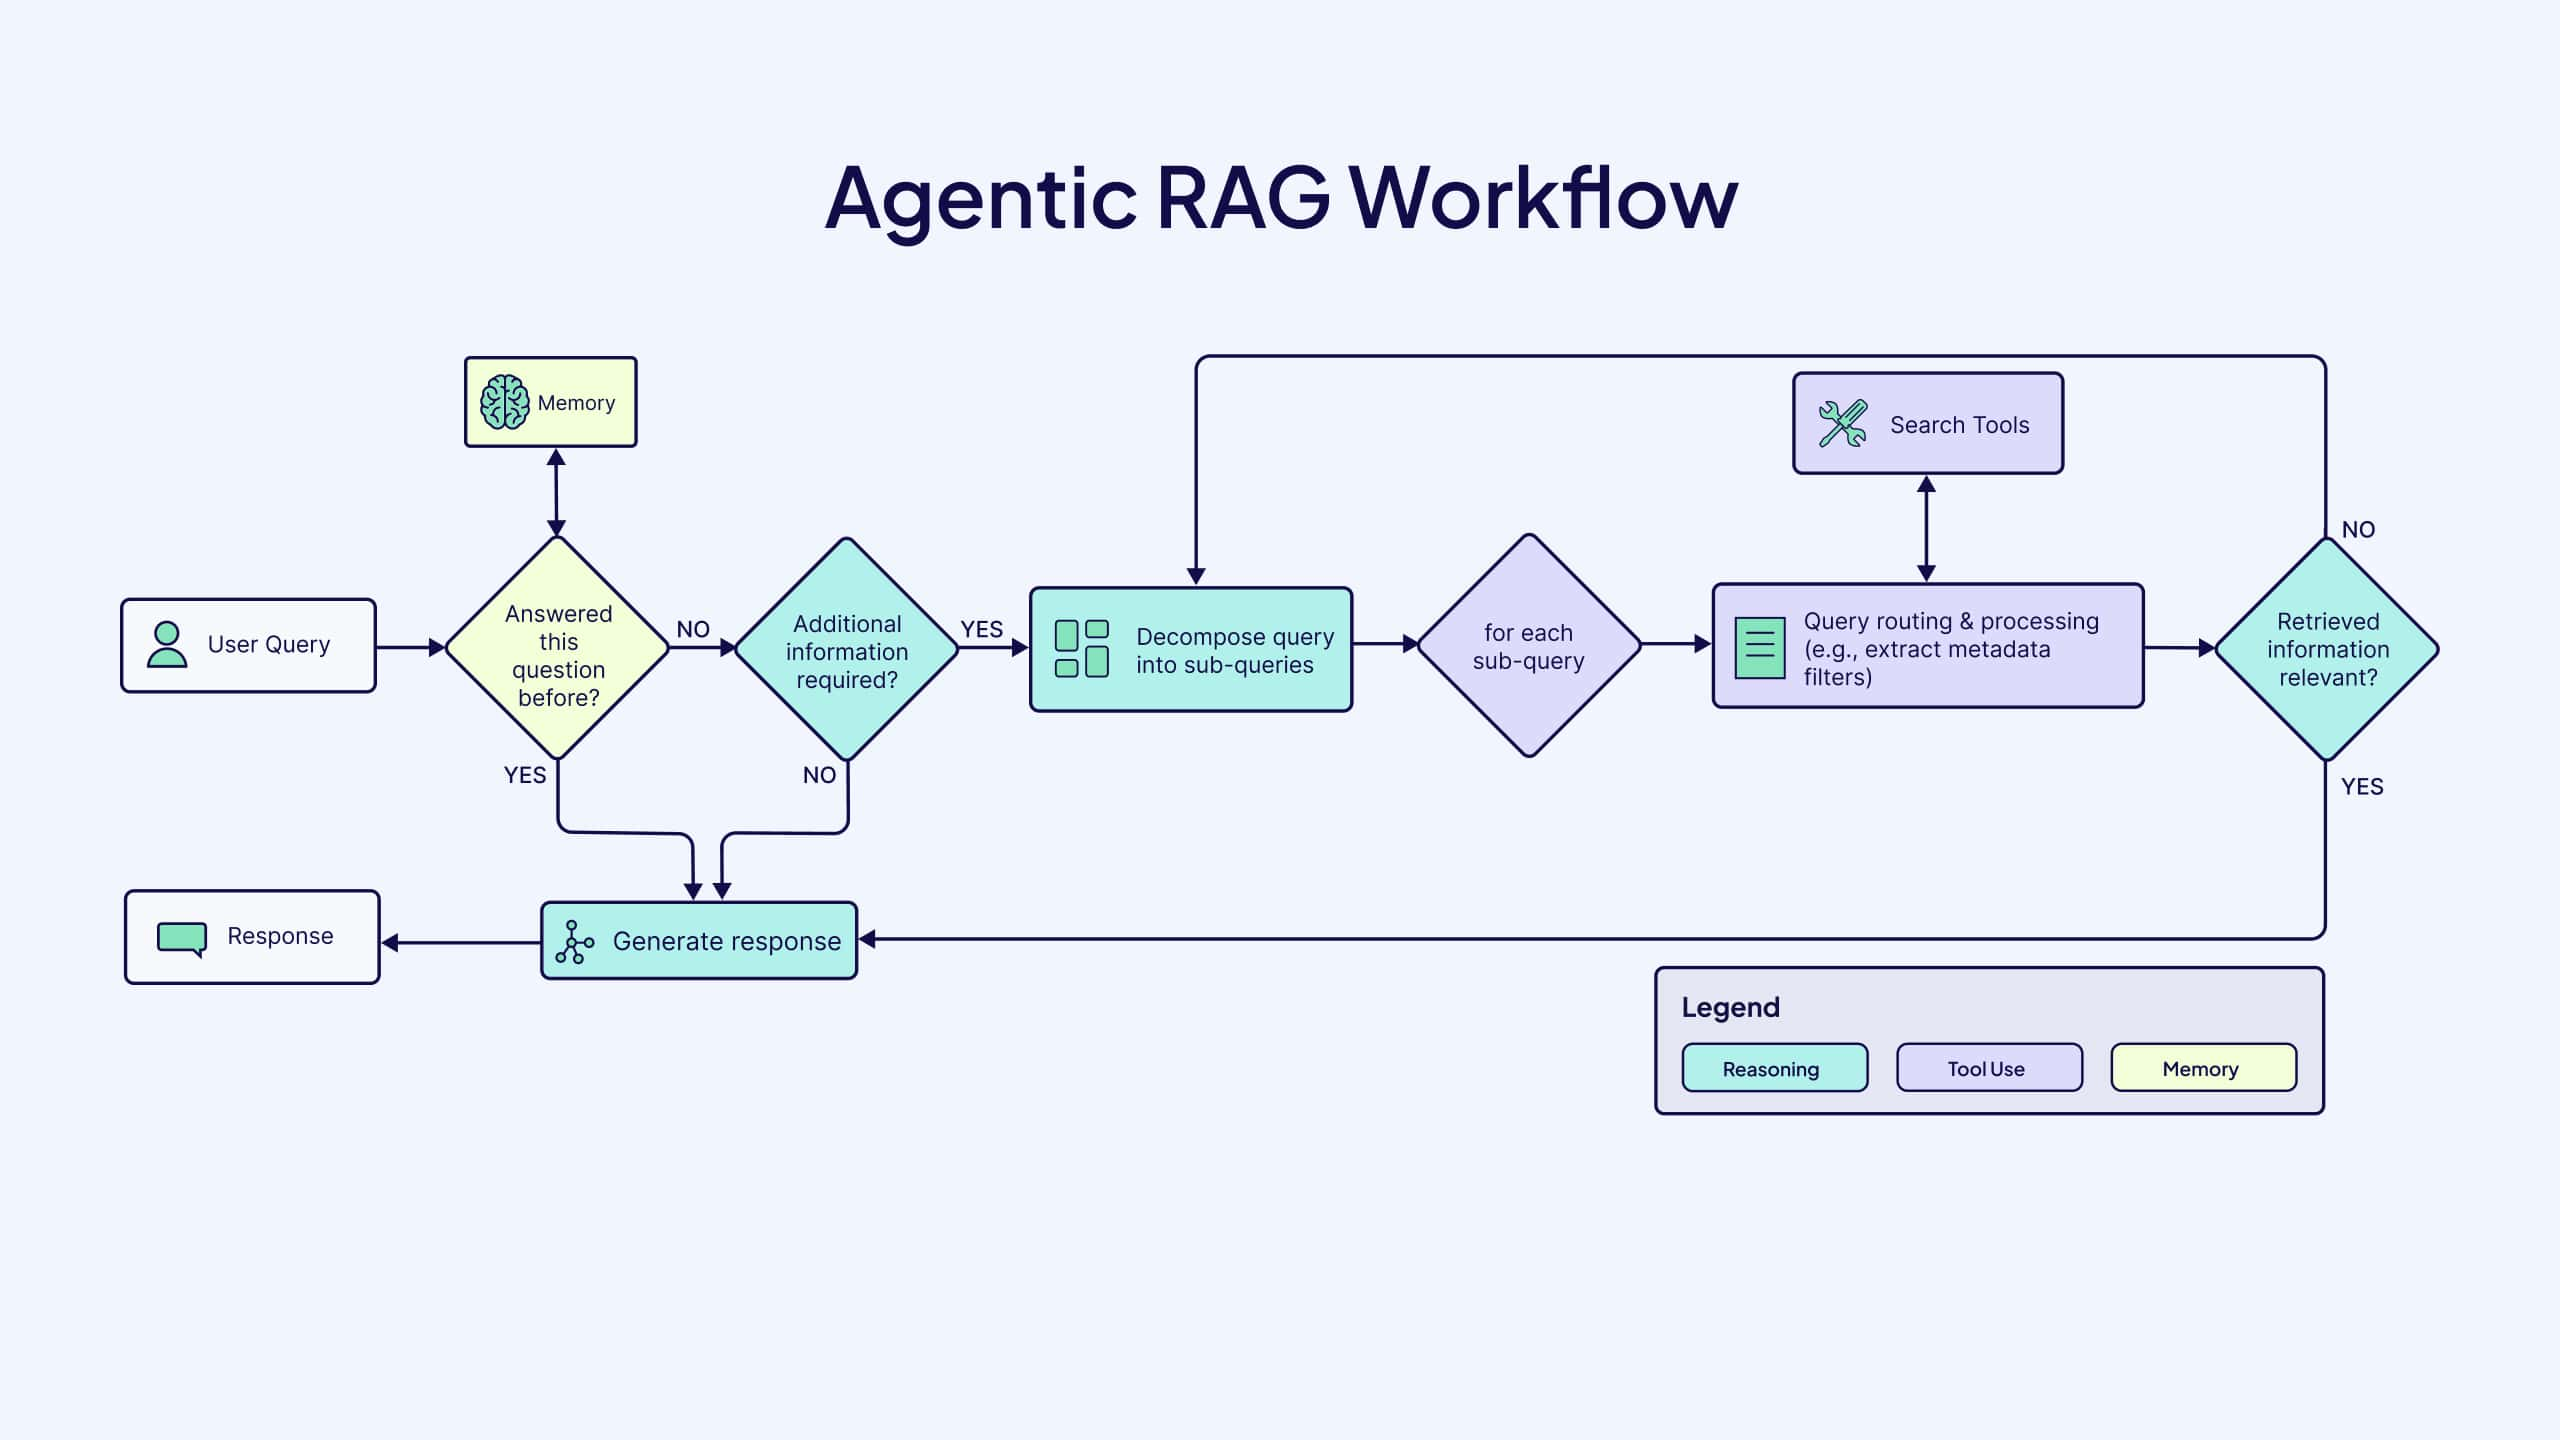 Agentic RAG Workflow
Memory
Search Tools
NO
User Query
Answered
this
question
before?
NO
Additional
information
required?
YES
Decompose query
into sub-queries
for each
sub-query
Query routing & processing
(e.g., extract metadata
filters)
Retrieved
information
relevant?
YES
NO
YES
Response
Generate response
Legend
Reasoning
Tool Use
Memory